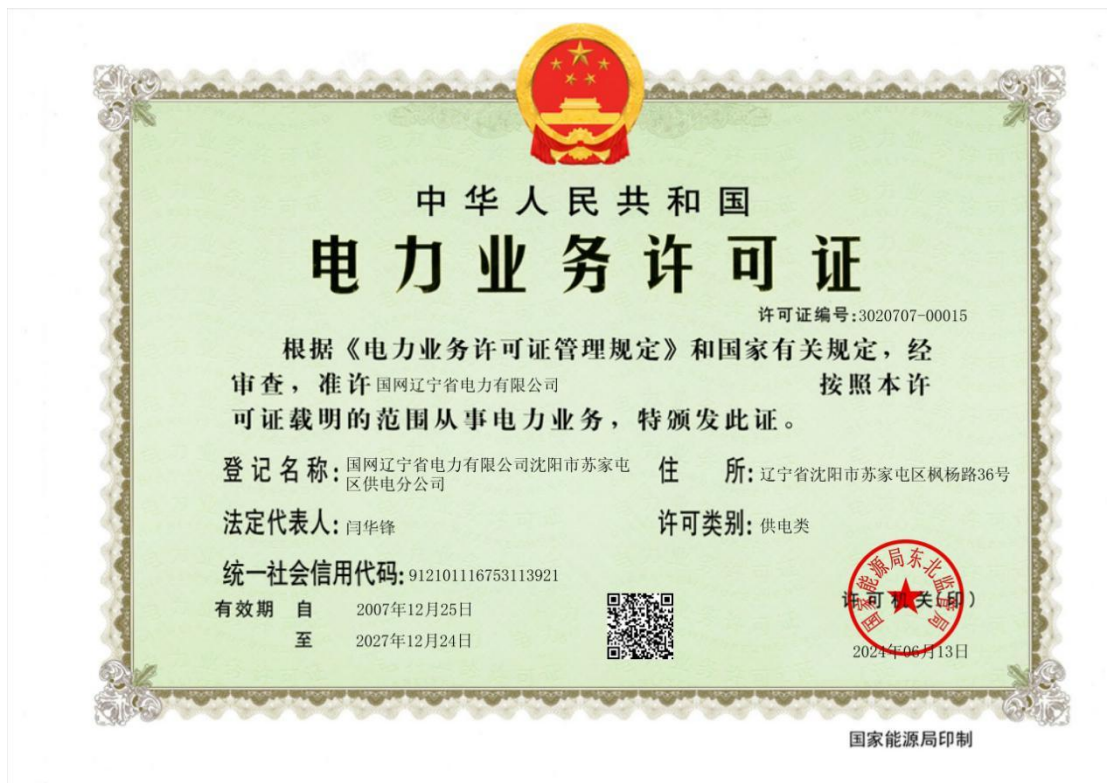 中华人民共和国
电力业务许可证
许可证编号:3020707-00015
根据《电力业务许可证管理规定》和国家有关规定，经
审查，准许国网辽宁省电力有限公司 按照本许
可证载明的范围从事电力业务，特颁发此证。
登记名称:国网辽宁省电力有限公司沈阳市苏家屯
区供电分公司
住 所:辽宁省沈阳市苏家屯区枫杨路36号
法定代表人:闫华锋
许可类别:供电类
统一社会信用代码:912101116753113921
有效期 自 2007年12月25日
至 2027年12月24日
国家能源局东北监管局
许可机关(印)
2024年06月13日
国家能源局印制